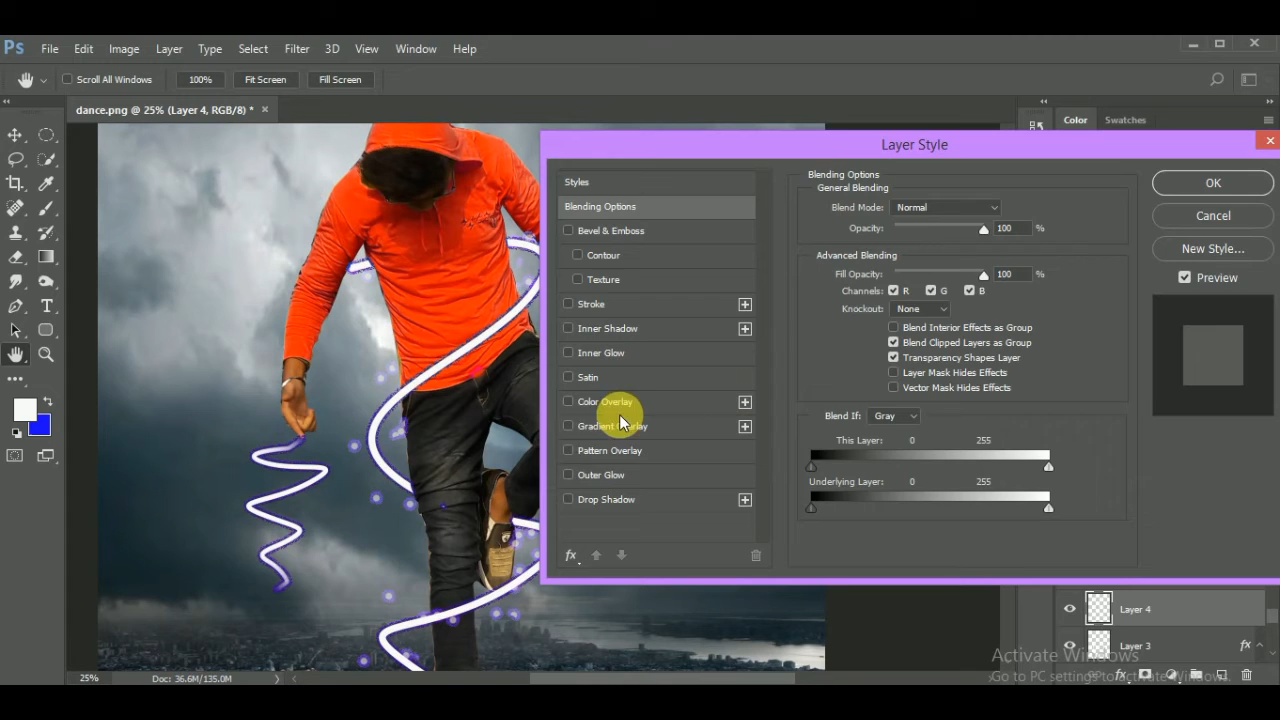 Ps File Edit Image Layer Type Select Filter 3D View Window Help
Scroll All Windows 100% Fit Screen Fill Screen
dance.png @ 25% (Layer 4, RGB/8) *
Color Swatches
Layer Style
Styles
Blending Options
Bevel & Emboss
Contour
Texture
Stroke
Inner Shadow
Inner Glow
Satin
Color Overlay
Gradient Overlay
Pattern Overlay
Outer Glow
Drop Shadow
fx
Blending Options
General Blending
Blend Mode: Normal
Opacity: 100 %
Advanced Blending
Fill Opacity: 100 %
Channels: R G B
Knockout: None
Blend Interior Effects as Group
Blend Clipped Layers as Group
Transparency Shapes Layer
Layer Mask Hides Effects
Vector Mask Hides Effects
Blend If: Gray
This Layer: 0 255
Underlying Layer: 0 255
OK
Cancel
New Style...
Preview
Layer 4
Layer 3 fx
Activate Windows
Go to PC settings to activate Windows.
25% Doc: 36.6M/135.0M